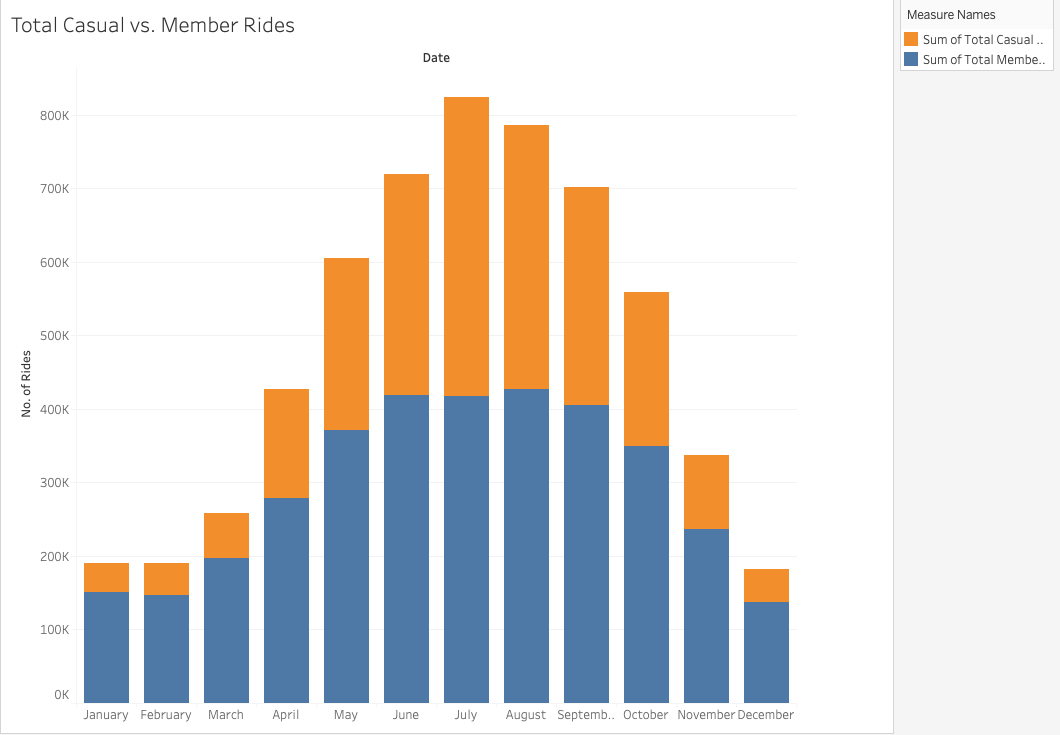 Total Casual vs. Member Rides
Measure Names
Sum of Total Casual ..
Sum of Total Membe..
Date
No. of Rides
800K
700K
600K
500K
400K
300K
200K
100K
0K
January February March April May June July August Septemb.. October November December